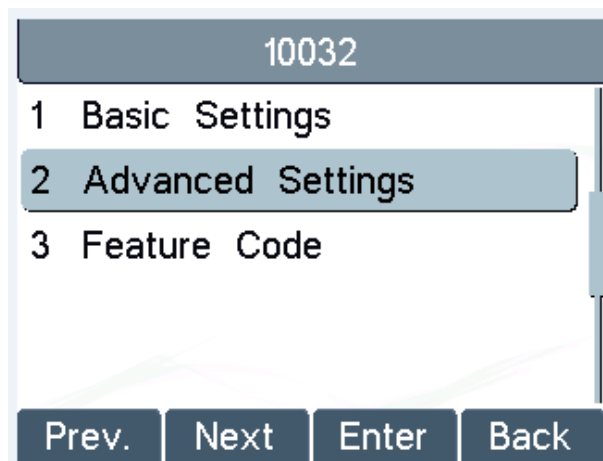 10032
1 Basic Settings
2 Advanced Settings
3 Feature Code
Prev. Next Enter Back